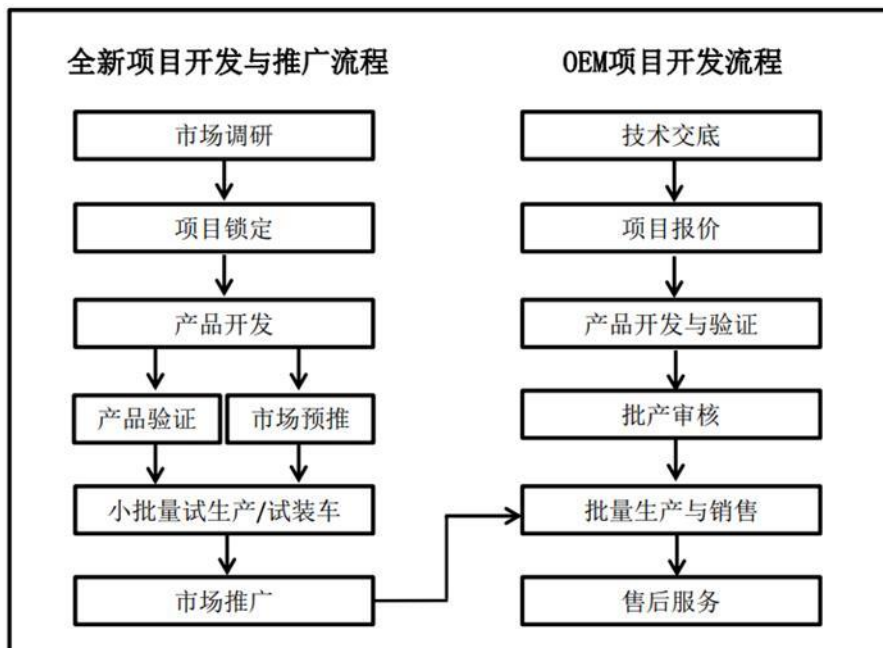 全新项目开发与推广流程
市场调研
项目锁定
产品开发
产品验证
市场预推
小批量试生产/试装车
市场推广
OEM项目开发流程
技术交底
项目报价
产品开发与验证
批产审核
批量生产与销售
售后服务